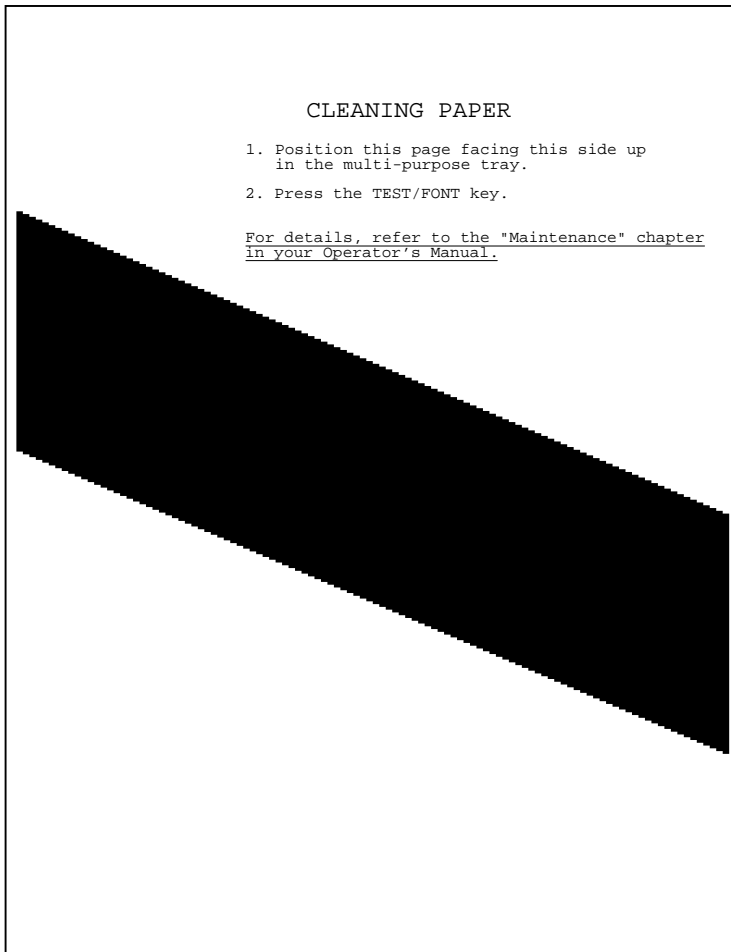 CLEANING PAPER
1. Position this page facing this side up
in the multi-purpose tray.
2. Press the TEST/FONT key.
For details, refer to the "Maintenance" chapter
in your Operator's Manual.